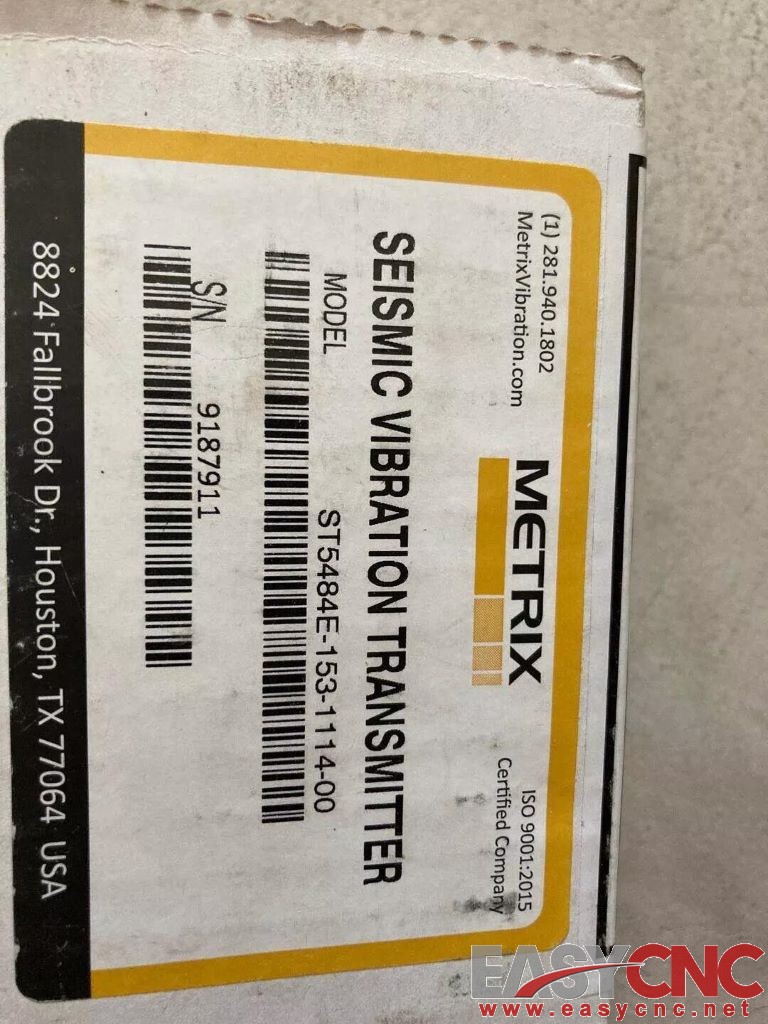 (1) 281.940.1802
MetrixVibration.com
METRIX
ISO 9001:2015
Certified Company
SEISMIC VIBRATION TRANSMITTER
MODEL ST5484E-153-1114-00
S/N 9187911
8824 Fallbrook Dr., Houston, TX 77064 USA
EASYCNC
www.easycnc.net